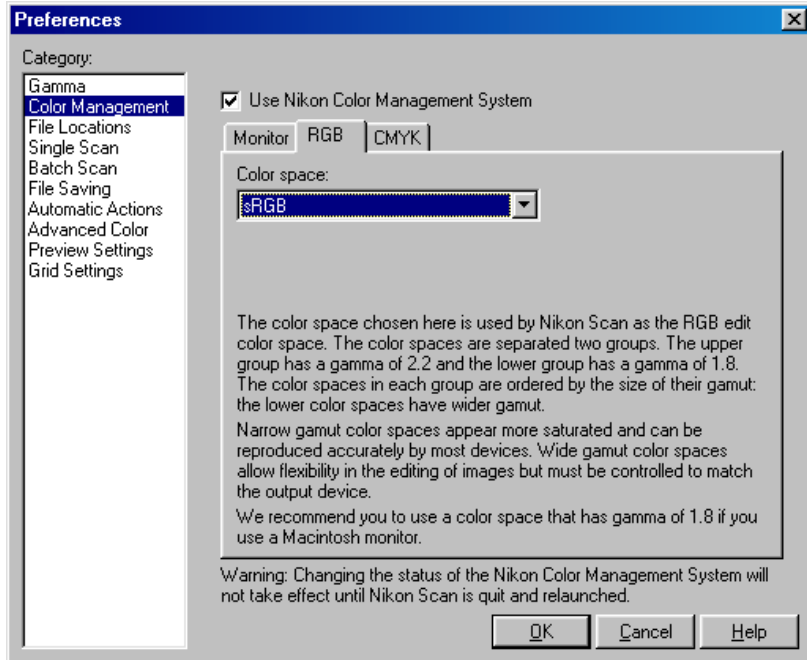 Preferences
Category:
Gamma
Color Management
File Locations
Single Scan
Batch Scan
File Saving
Automatic Actions
Advanced Color
Preview Settings
Grid Settings
Use Nikon Color Management System
Monitor RGB CMYK
Color space:
sRGB
The color space chosen here is used by Nikon Scan as the RGB edit
color space. The color spaces are separated two groups. The upper
group has a gamma of 2.2 and the lower group has a gamma of 1.8.
The color spaces in each group are ordered by the size of their gamut:
the lower color spaces have wider gamut.
Narrow gamut color spaces appear more saturated and can be
reproduced accurately by most devices. Wide gamut color spaces
allow flexibility in the editing of images but must be controlled to match
the output device.
We recommend you to use a color space that has gamma of 1.8 if you
use a Macintosh monitor.
Warning: Changing the status of the Nikon Color Management System will
not take effect until Nikon Scan is quit and relaunched.
OK Cancel Help